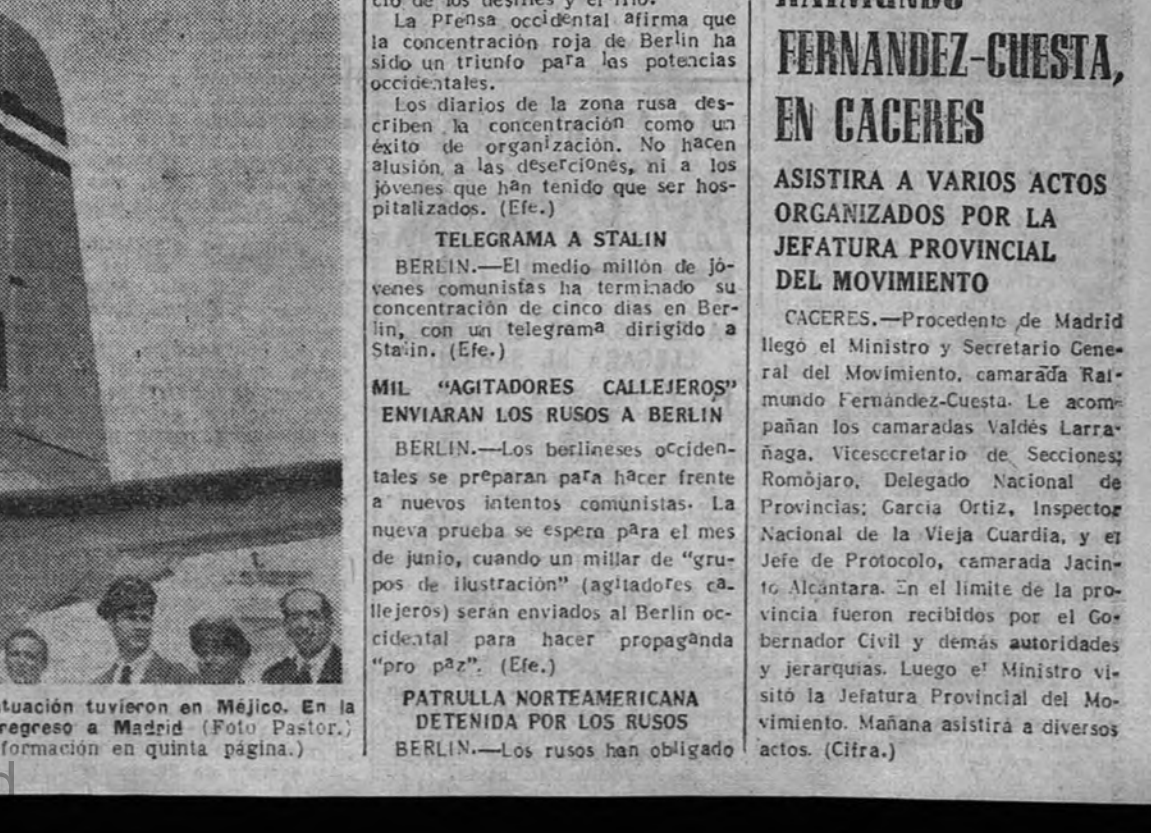 tuación tuvieron en Méjico. En la
regreso a Madrid (Foto Pastor.)
formación en quinta página.)
cio de los desfiles y el frío.
La Prensa occidental afirma que
la concentración roja de Berlín ha
sido un triunfo para las potencias
occidentales.
Los diarios de la zona rusa des-
criben la concentración como un
éxito de organización. No hacen
alusión a las deserciones, ni a los
jóvenes que han tenido que ser hos-
pitalizados. (Efe.)
TELEGRAMA A STALIN
BERLIN.—El medio millón de jó-
venes comunistas ha terminado su
concentración de cinco días en Ber-
lín, con un telegrama dirigido a
Stalin. (Efe.)
MIL "AGITADORES CALLEJEROS"
ENVIARAN LOS RUSOS A BERLIN
BERLIN.—Los berlineses occiden-
tales se preparan para hacer frente
a nuevos intentos comunistas. La
nueva prueba se espera para el mes
de junio, cuando un millar de "gru-
pos de ilustración" (agitadores ca-
llejeros) serán enviados al Berlín oc-
cidental para hacer propaganda
"pro paz". (Efe.)
PATRULLA NORTEAMERICANA
DETENIDA POR LOS RUSOS
BERLIN.—Los rusos han obligado
RAIMUNDO
FERNANDEZ-CUESTA,
EN CACERES
ASISTIRA A VARIOS ACTOS
ORGANIZADOS POR LA
JEFATURA PROVINCIAL
DEL MOVIMIENTO
CACERES.—Procedente de Madrid
llegó el Ministro y Secretario Gene-
ral del Movimiento, camarada Rai-
mundo Fernández-Cuesta. Le acom-
pañan los camaradas Valdés Larra-
ñaga, Vicesecretario de Secciones;
Romójaro, Delegado Nacional de
Provincias; García Ortiz, Inspector
Nacional de la Vieja Guardia, y el
Jefe de Protocolo, camarada Jacin-
to Alcántara. En el límite de la pro-
vincia fueron recibidos por el Go-
bernador Civil y demás autoridades
y jerarquías. Luego el Ministro vi-
sitó la Jefatura Provincial del Mo-
vimiento. Mañana asistirá a diversos
actos. (Cifra.)